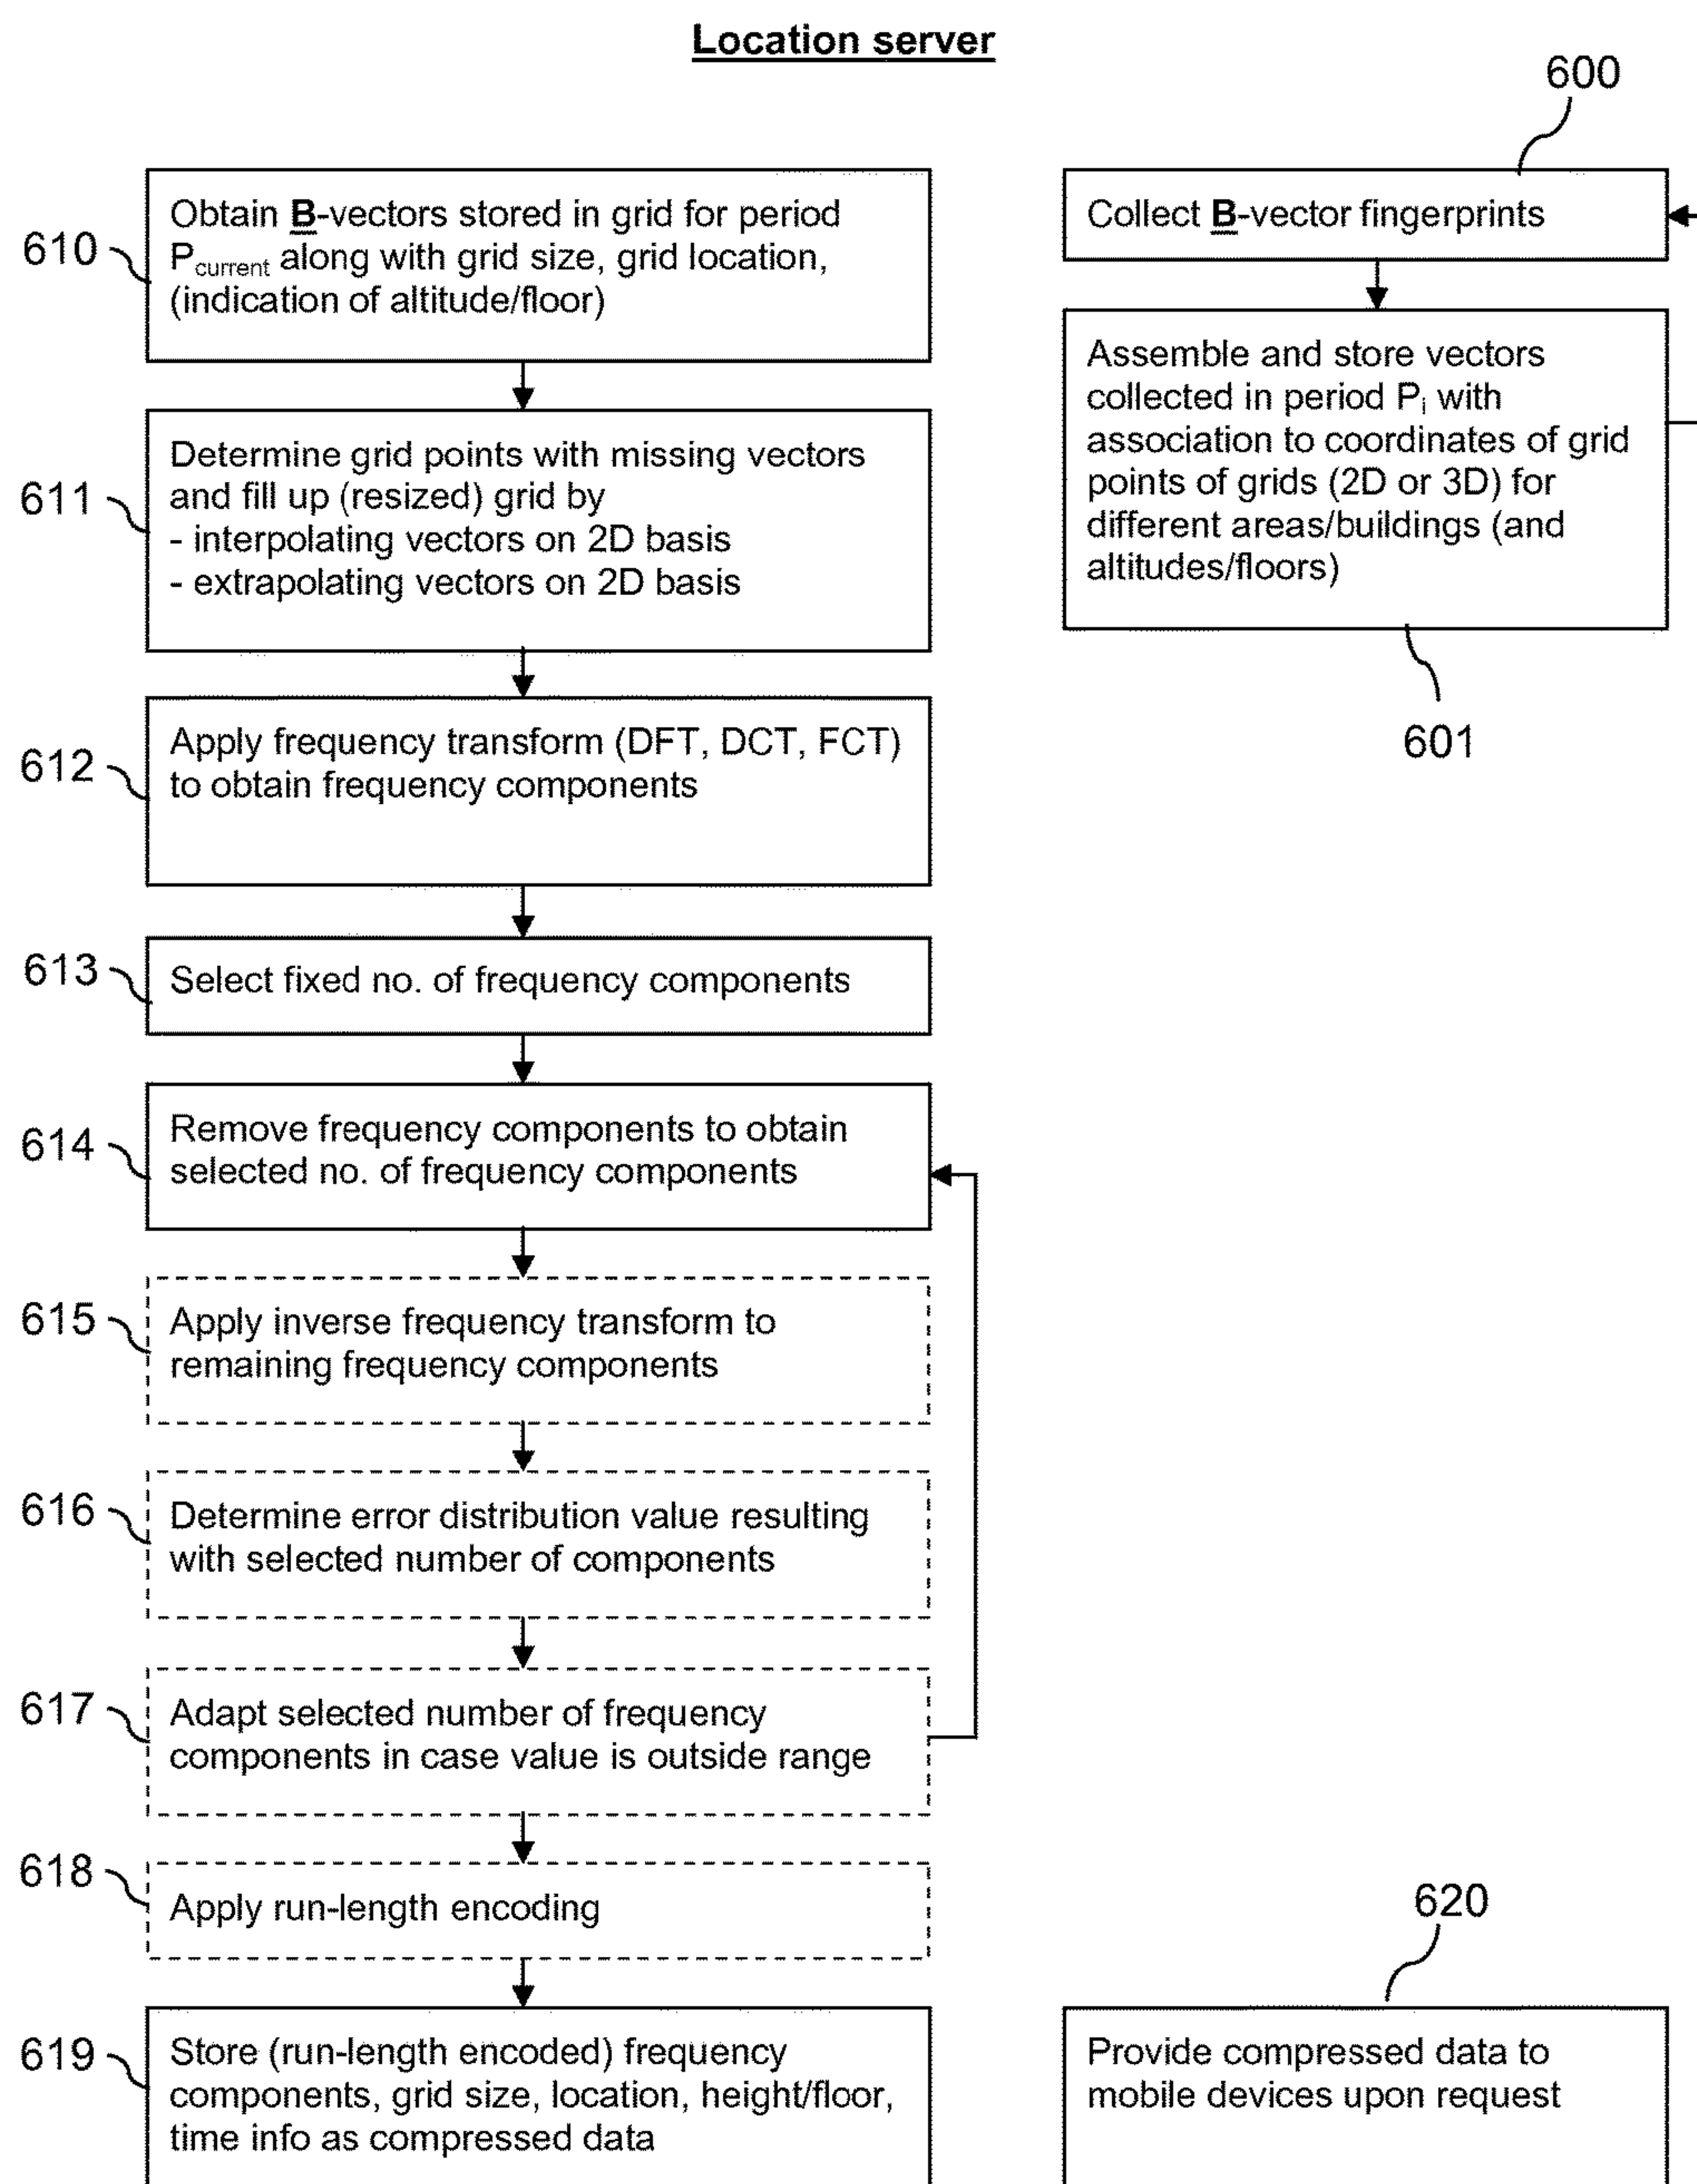 Location server
600
610
Obtain B-vectors stored in grid for period
Pcurrent along with grid size, grid location,
(indication of altitude/floor)
Collect B-vector fingerprints
Assemble and store vectors
collected in period Pi with
association to coordinates of grid
points of grids (2D or 3D) for
different areas/buildings (and
altitudes/floors)
601
611
Determine grid points with missing vectors
and fill up (resized) grid by
- interpolating vectors on 2D basis
- extrapolating vectors on 2D basis
612
Apply frequency transform (DFT, DCT, FCT)
to obtain frequency components
613
Select fixed no. of frequency components
614
Remove frequency components to obtain
selected no. of frequency components
615
Apply inverse frequency transform to
remaining frequency components
616
Determine error distribution value resulting
with selected number of components
617
Adapt selected number of frequency
components in case value is outside range
618
Apply run-length encoding
619
Store (run-length encoded) frequency
components, grid size, location, height/floor,
time info as compressed data
620
Provide compressed data to
mobile devices upon request